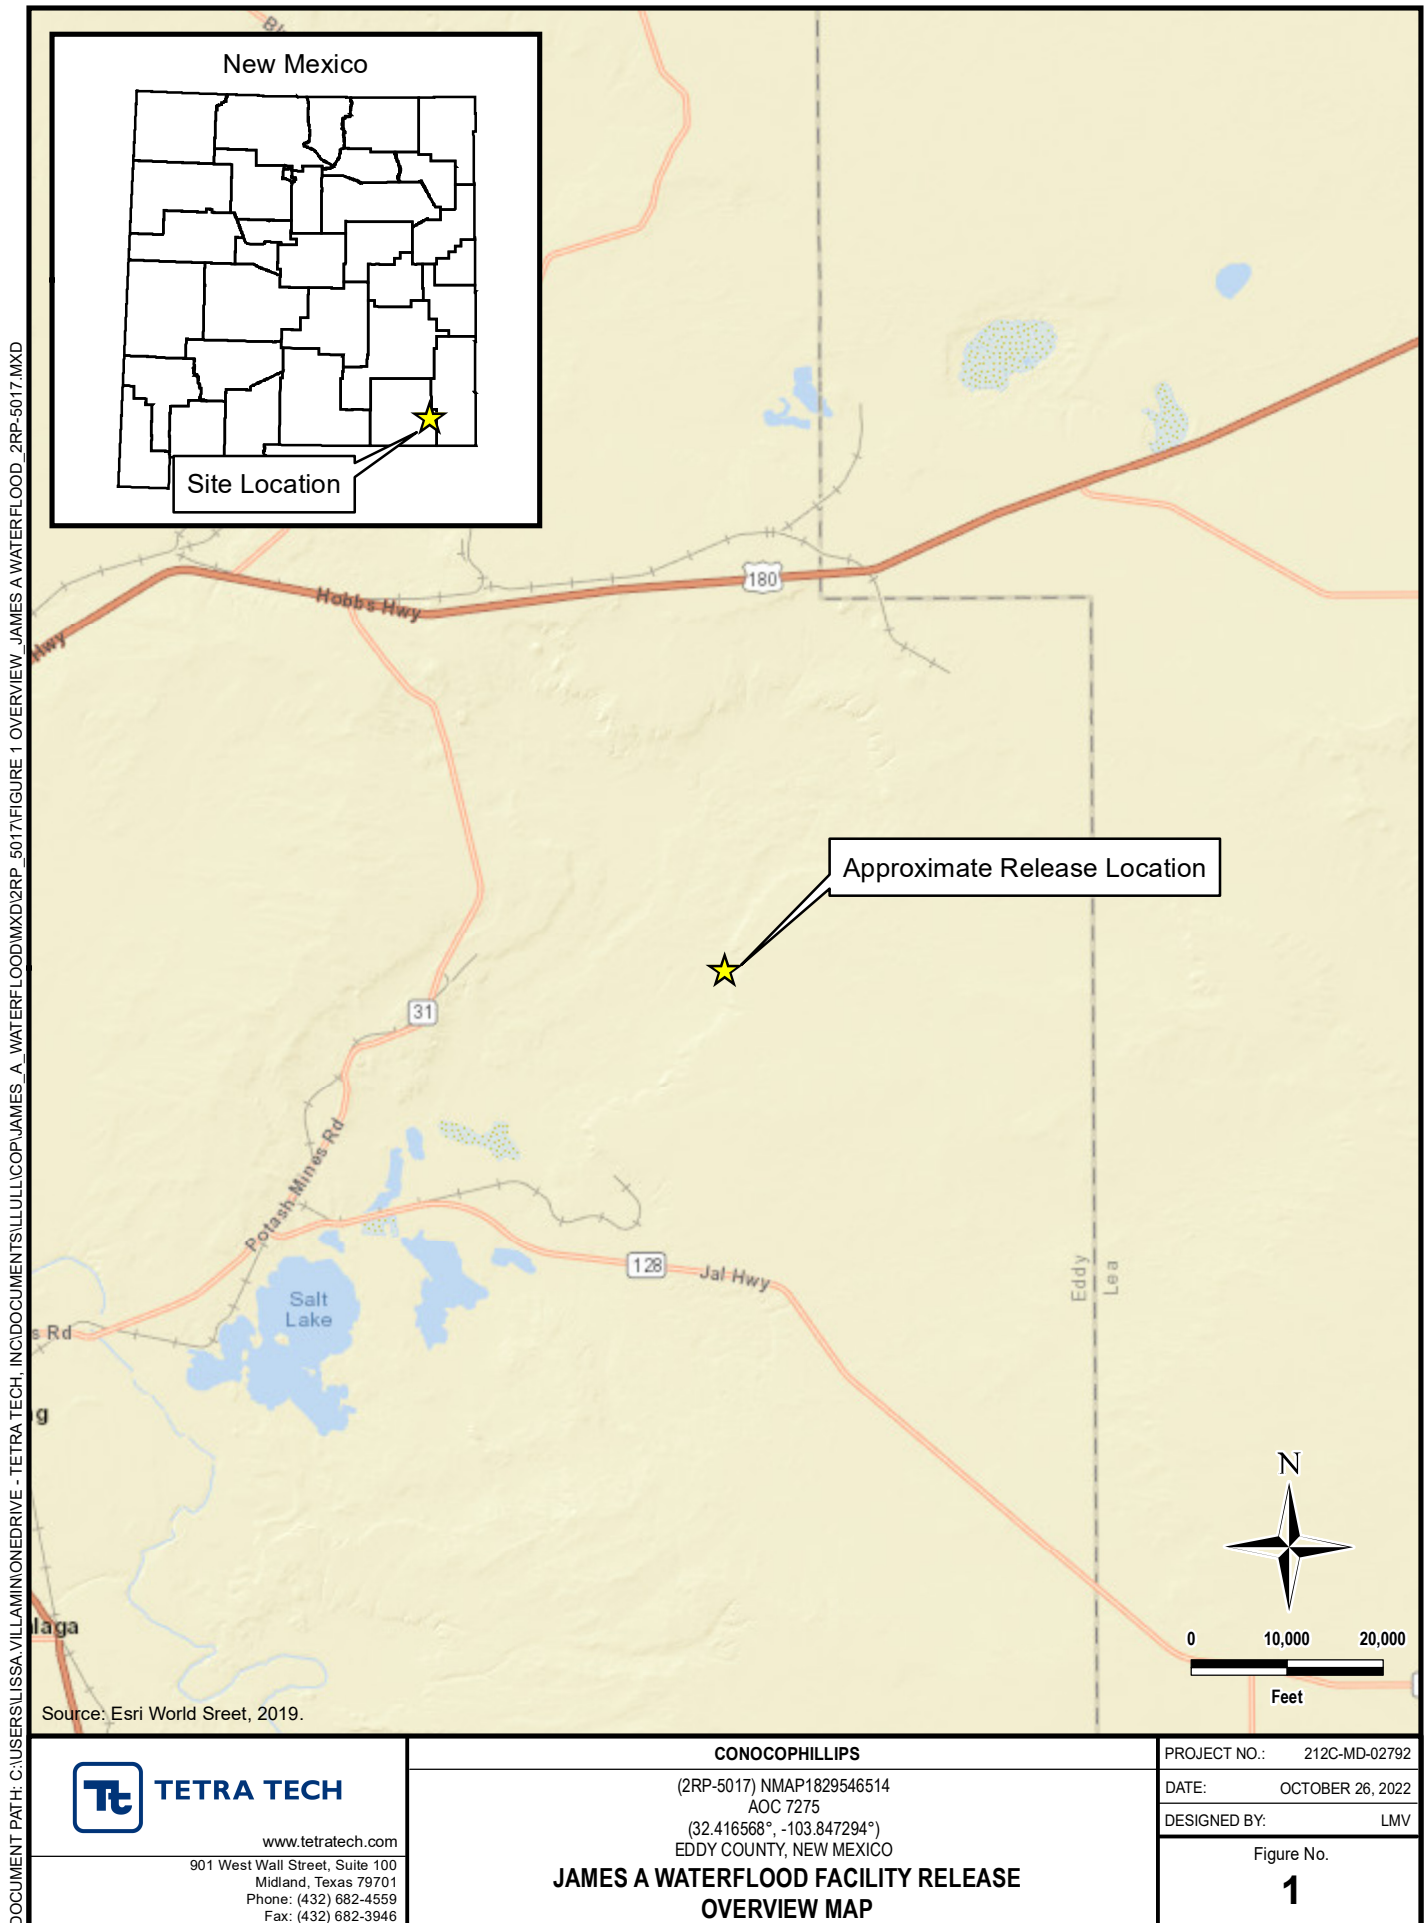 New Mexico
Site Location
Hobbs Hwy
180
Hwy
Approximate Release Location
31
Potash Mines Rd
128
Jal Hwy
Eddy
Lea
Salt
Lake
s Rd
laga
N
0 10,000 20,000
Feet
Source: Esri World Sreet, 2019.
DOCUMENT PATH: C:\USERS\LISSA.VILLAMIN\ONEDRIVE - TETRA TECH, INC\DOCUMENTS\LULL\COP\JAMES_A_WATERFLOOD\MXD\2RP_5017\FIGURE 1 OVERVIEW_JAMES A WATERFLOOD_2RP-5017.MXD
Tt TETRA TECH
www.tetratech.com
901 West Wall Street, Suite 100
Midland, Texas 79701
Phone: (432) 682-4559
Fax: (432) 682-3946
CONOCOPHILLIPS
(2RP-5017) NMAP1829546514
AOC 7275
(32.416568°, -103.847294°)
EDDY COUNTY, NEW MEXICO
JAMES A WATERFLOOD FACILITY RELEASE
OVERVIEW MAP
PROJECT NO.: 212C-MD-02792
DATE: OCTOBER 26, 2022
DESIGNED BY: LMV
Figure No.
1